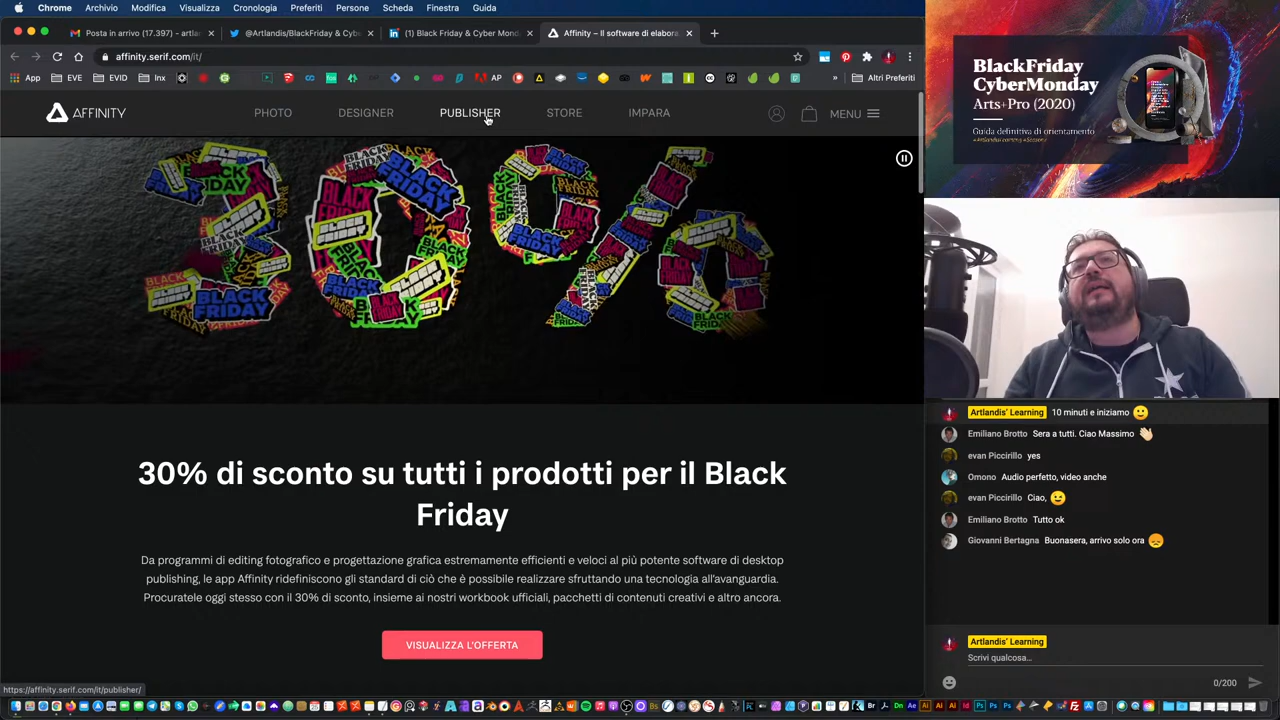 Chrome Archivio Modifica Visualizza Cronologia Preferiti Persone Scheda Finestra Guida
Posta in arrivo (17.397) - artlan
@Artlandis/BlackFriday & Cybe
(1) Black Friday & Cyber Mond
Affinity – Il software di elabora
affinity.serif.com/it/
App EVE EVID Inx AP » Altri Preferiti
AFFINITY PHOTO DESIGNER PUBLISHER STORE IMPARA MENU
30%
BLACK FRIDAY
30% di sconto su tutti i prodotti per il Black
Friday
Da programmi di editing fotografico e progettazione grafica estremamente efficienti e veloci al più potente software di desktop
publishing, le app Affinity ridefiniscono gli standard di ciò che è possibile realizzare sfruttando una tecnologia all'avanguardia.
Procuratele oggi stesso con il 30% di sconto, insieme ai nostri workbook ufficiali, pacchetti di contenuti creativi e altro ancora.
VISUALIZZA L'OFFERTA
https://affinity.serif.com/it/publisher/
BlackFriday
CyberMonday
Arts+Pro (2020)
Guida definitiva di orientamento
Artlandis' Learning 10 minuti e iniziamo
Emiliano Brotto Sera a tutti. Ciao Massimo
evan Piccirillo yes
Omono Audio perfetto, video anche
evan Piccirillo Ciao,
Emiliano Brotto Tutto ok
Giovanni Bertagna Buonasera, arrivo solo ora
Artlandis' Learning
Scrivi qualcosa...
0/200